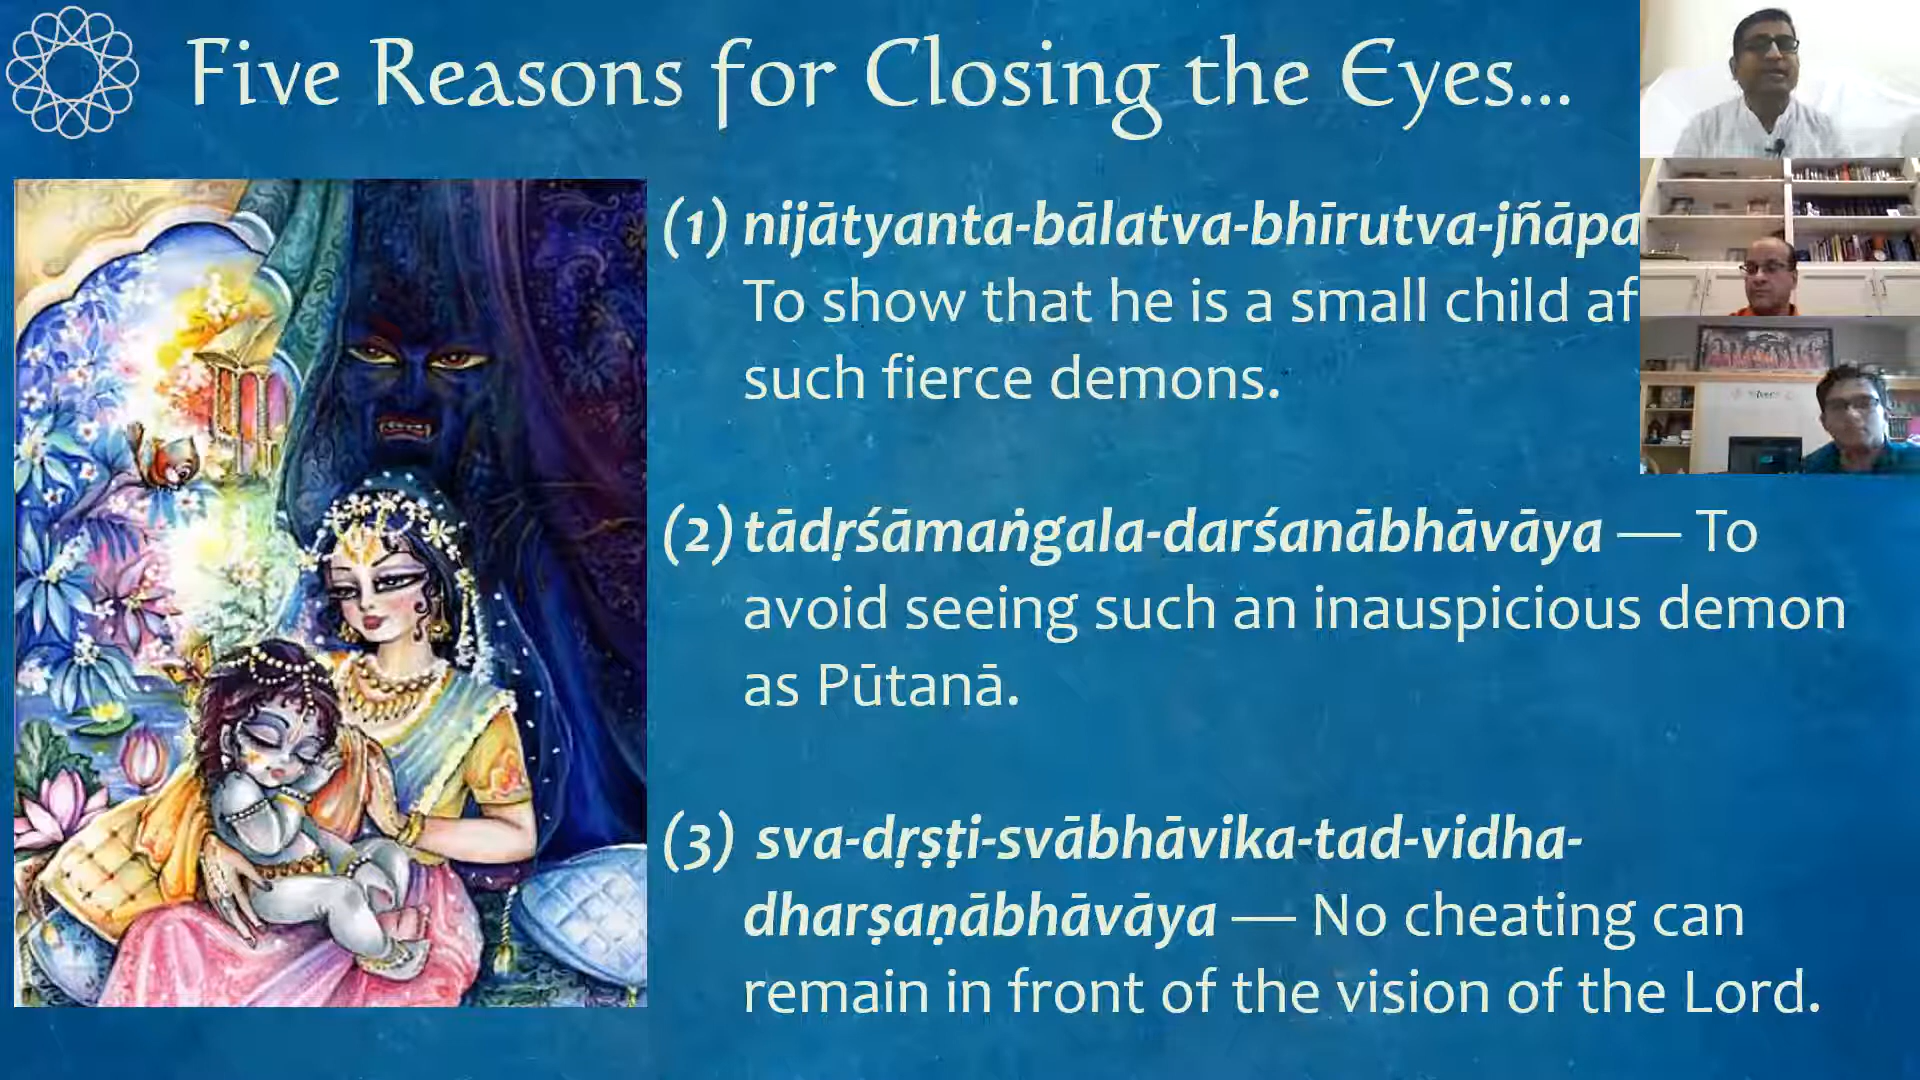 Five Reasons for Closing the Eyes...
(1) nijātyanta-bālatva-bhīrutva-jñāpa
To show that he is a small child af
such fierce demons.
(2) tādṛśāmaṅgala-darśanābhāvāya — To
avoid seeing such an inauspicious demon
as Pūtanā.
(3) sva-dṛṣṭi-svābhāvika-tad-vidha-
dharṣaṇābhāvāya — No cheating can
remain in front of the vision of the Lord.